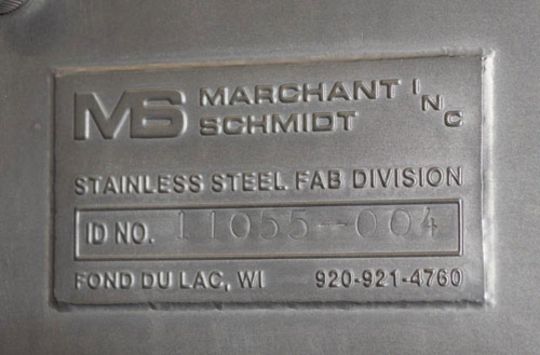 MS MARCHANT INC
SCHMIDT
STAINLESS STEEL FAB DIVISION
ID NO. 11055-004
FOND DU LAC, WI 920-921-4760